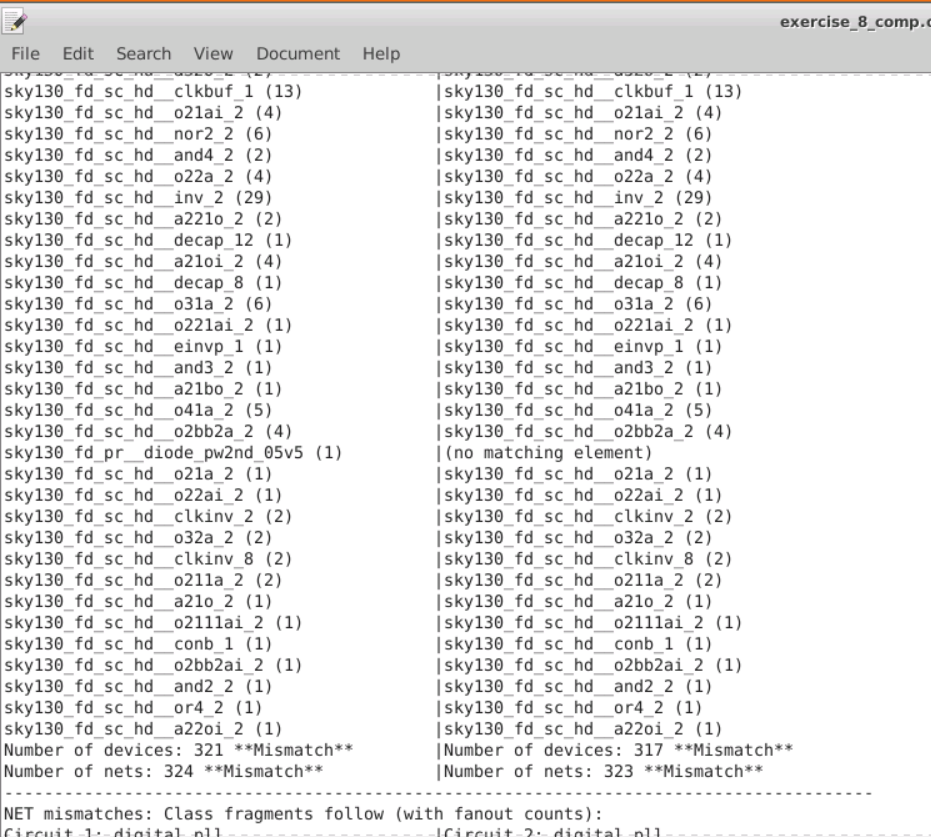 exercise_8_comp.
File Edit Search View Document Help
sky130_fd_sc_hd__clkbuf_1 (13) |sky130_fd_sc_hd__clkbuf_1 (13)
sky130_fd_sc_hd__o21ai_2 (4) |sky130_fd_sc_hd__o21ai_2 (4)
sky130_fd_sc_hd__nor2_2 (6) |sky130_fd_sc_hd__nor2_2 (6)
sky130_fd_sc_hd__and4_2 (2) |sky130_fd_sc_hd__and4_2 (2)
sky130_fd_sc_hd__o22a_2 (4) |sky130_fd_sc_hd__o22a_2 (4)
sky130_fd_sc_hd__inv_2 (29) |sky130_fd_sc_hd__inv_2 (29)
sky130_fd_sc_hd__a221o_2 (2) |sky130_fd_sc_hd__a221o_2 (2)
sky130_fd_sc_hd__decap_12 (1) |sky130_fd_sc_hd__decap_12 (1)
sky130_fd_sc_hd__a21oi_2 (4) |sky130_fd_sc_hd__a21oi_2 (4)
sky130_fd_sc_hd__decap_8 (1) |sky130_fd_sc_hd__decap_8 (1)
sky130_fd_sc_hd__o31a_2 (6) |sky130_fd_sc_hd__o31a_2 (6)
sky130_fd_sc_hd__o221ai_2 (1) |sky130_fd_sc_hd__o221ai_2 (1)
sky130_fd_sc_hd__einvp_1 (1) |sky130_fd_sc_hd__einvp_1 (1)
sky130_fd_sc_hd__and3_2 (1) |sky130_fd_sc_hd__and3_2 (1)
sky130_fd_sc_hd__a21bo_2 (1) |sky130_fd_sc_hd__a21bo_2 (1)
sky130_fd_sc_hd__o41a_2 (5) |sky130_fd_sc_hd__o41a_2 (5)
sky130_fd_sc_hd__o2bb2a_2 (4) |sky130_fd_sc_hd__o2bb2a_2 (4)
sky130_fd_pr__diode_pw2nd_05v5 (1) |(no matching element)
sky130_fd_sc_hd__o21a_2 (1) |sky130_fd_sc_hd__o21a_2 (1)
sky130_fd_sc_hd__o22ai_2 (1) |sky130_fd_sc_hd__o22ai_2 (1)
sky130_fd_sc_hd__clkinv_2 (2) |sky130_fd_sc_hd__clkinv_2 (2)
sky130_fd_sc_hd__o32a_2 (2) |sky130_fd_sc_hd__o32a_2 (2)
sky130_fd_sc_hd__clkinv_8 (2) |sky130_fd_sc_hd__clkinv_8 (2)
sky130_fd_sc_hd__o211a_2 (2) |sky130_fd_sc_hd__o211a_2 (2)
sky130_fd_sc_hd__a21o_2 (1) |sky130_fd_sc_hd__a21o_2 (1)
sky130_fd_sc_hd__o2111ai_2 (1) |sky130_fd_sc_hd__o2111ai_2 (1)
sky130_fd_sc_hd__conb_1 (1) |sky130_fd_sc_hd__conb_1 (1)
sky130_fd_sc_hd__o2bb2ai_2 (1) |sky130_fd_sc_hd__o2bb2ai_2 (1)
sky130_fd_sc_hd__and2_2 (1) |sky130_fd_sc_hd__and2_2 (1)
sky130_fd_sc_hd__or4_2 (1) |sky130_fd_sc_hd__or4_2 (1)
sky130_fd_sc_hd__a22oi_2 (1) |sky130_fd_sc_hd__a22oi_2 (1)
Number of devices: 321 **Mismatch** |Number of devices: 317 **Mismatch**
Number of nets: 324 **Mismatch** |Number of nets: 323 **Mismatch**
---------------------------------------------------------------------------------------
NET mismatches: Class fragments follow (with fanout counts):
Circuit 1: digital_pll |Circuit 2: digital_pll